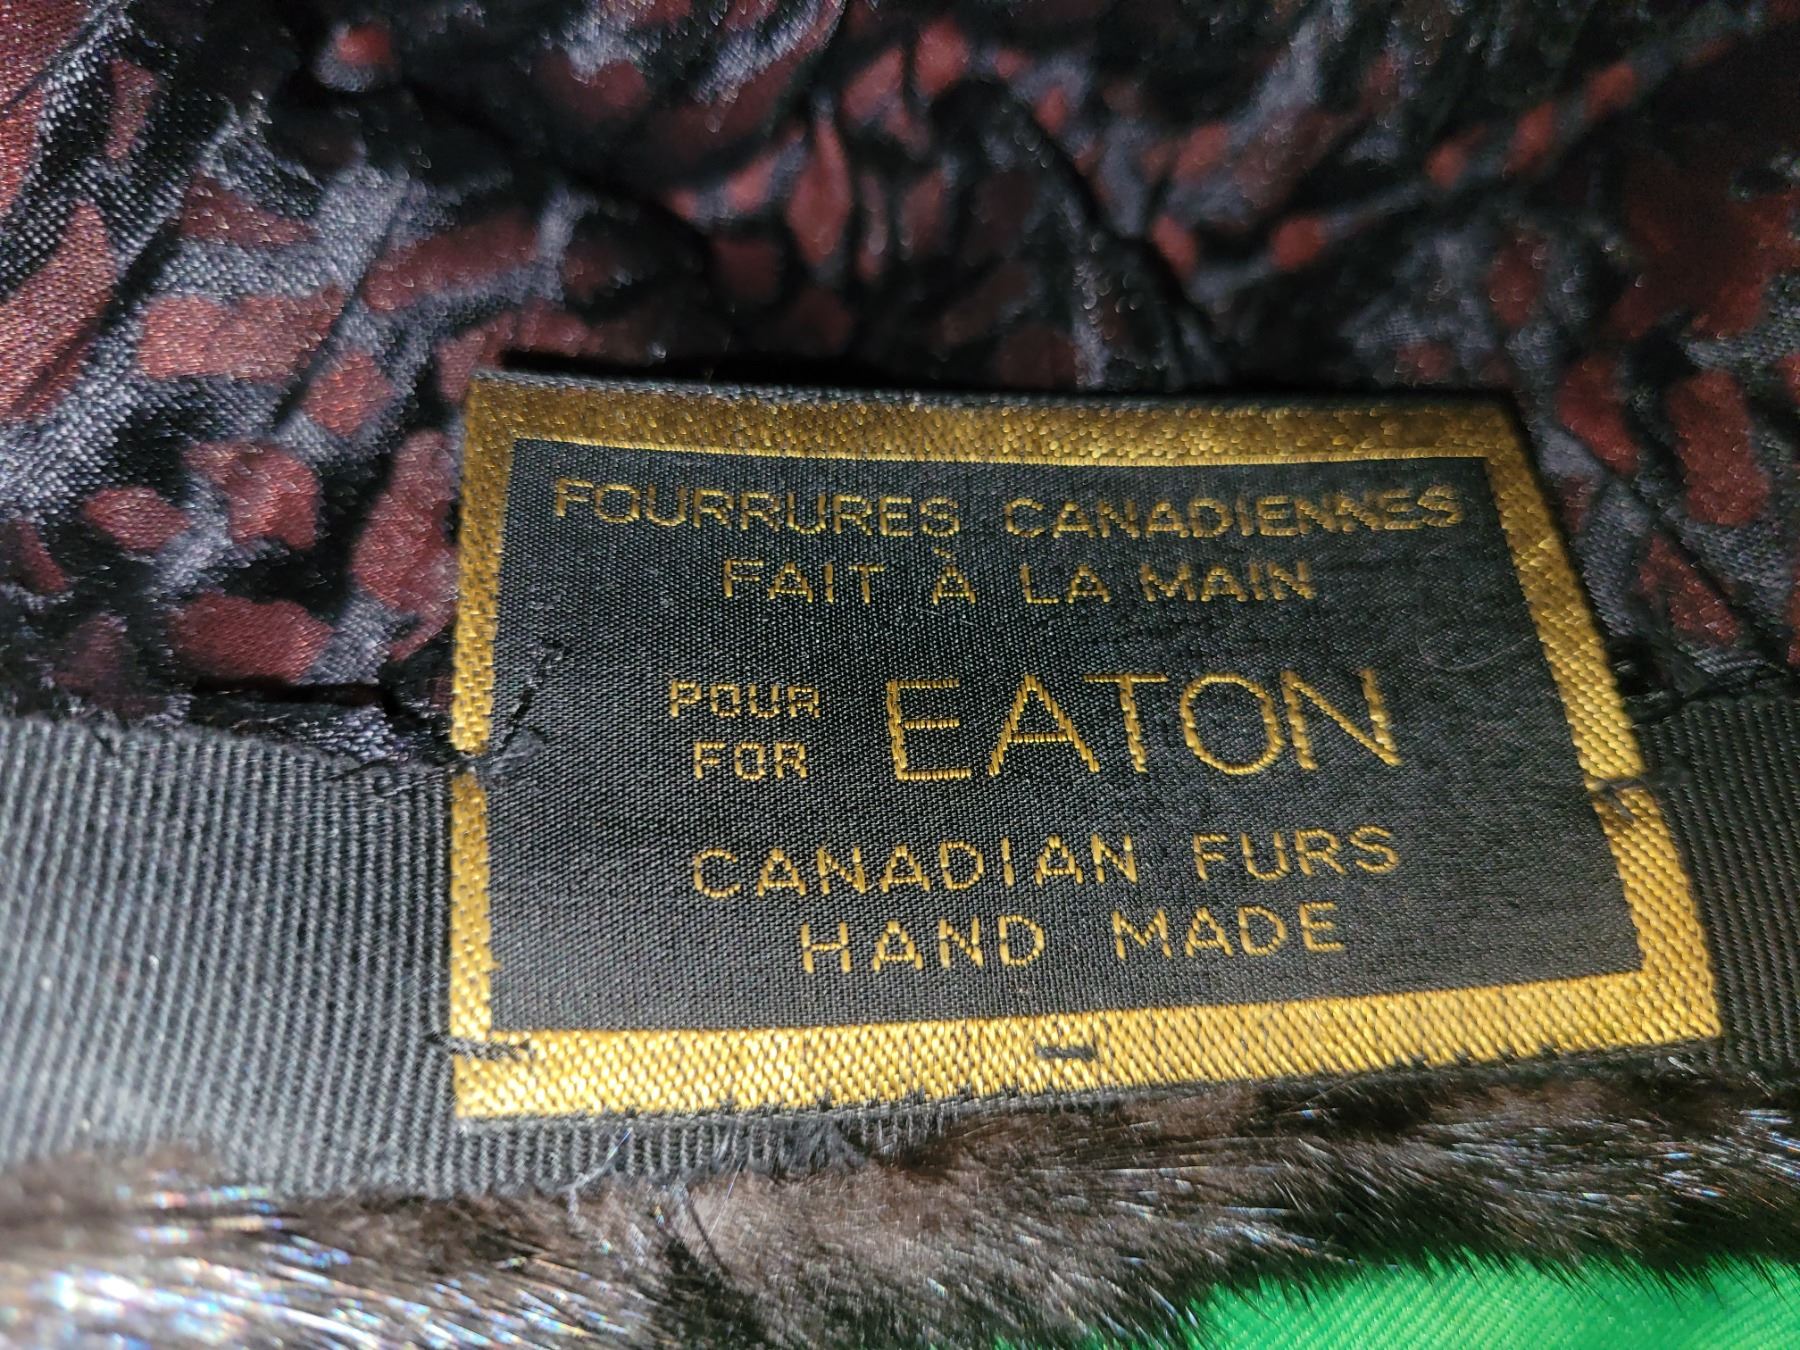 FOURRURES CANADIENNES
FAIT À LA MAIN
POUR
FOR EATON
CANADIAN FURS
HAND MADE